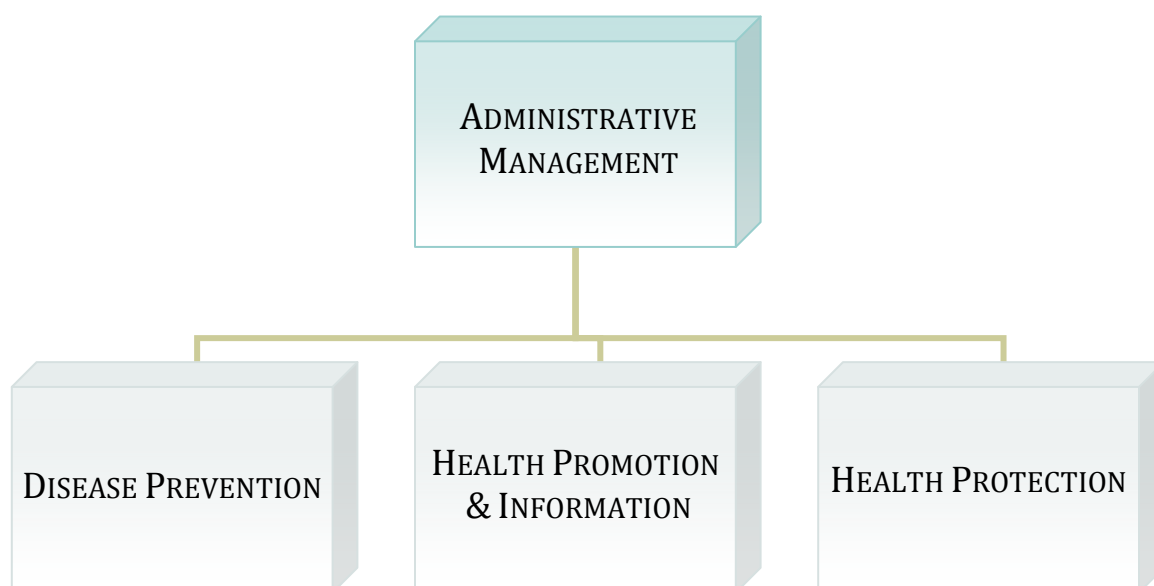 ADMINISTRATIVE
MANAGEMENT
DISEASE PREVENTION
HEALTH PROMOTION
& INFORMATION
HEALTH PROTECTION